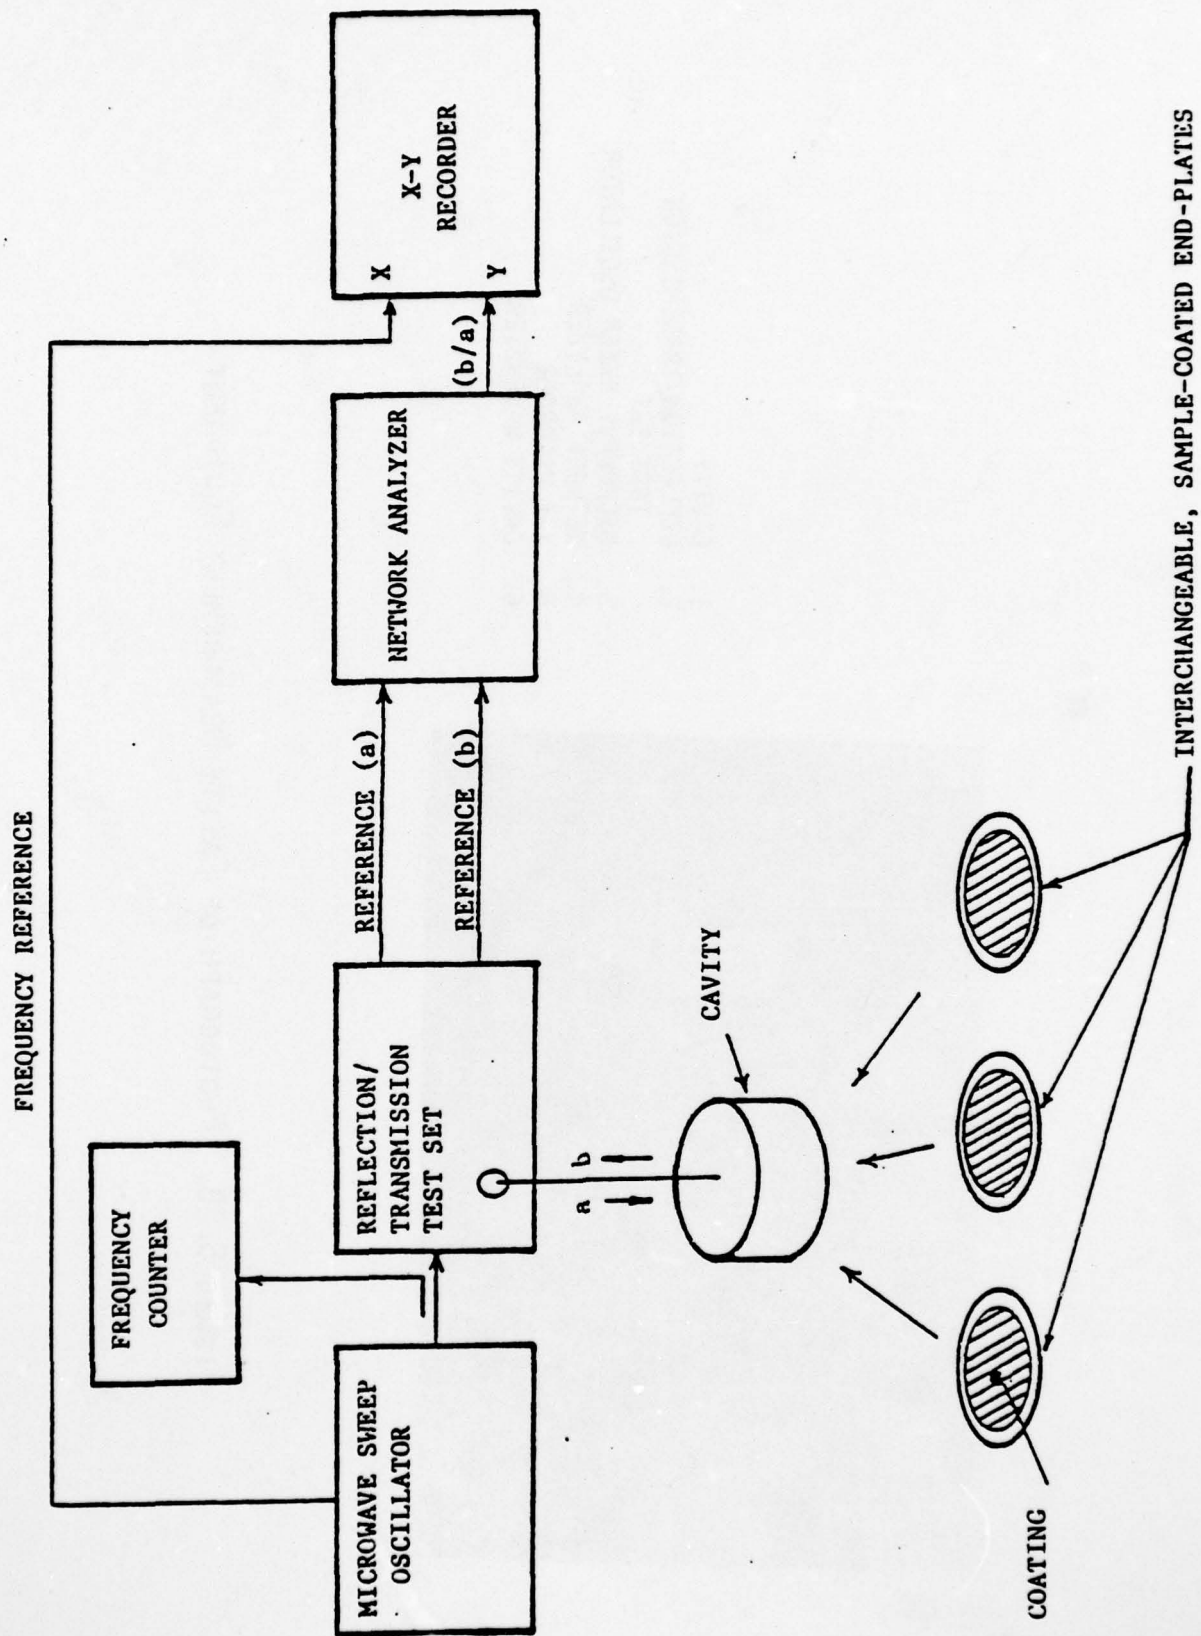 FREQUENCY REFERENCE
FREQUENCY
COUNTER
MICROWAVE SWEEP
OSCILLATOR
REFLECTION/
TRANSMISSION
TEST SET
REFERENCE (a)
REFERENCE (b)
NETWORK ANALYZER
(b/a)
X
Y
X-Y
RECORDER
a
b
CAVITY
COATING
INTERCHANGEABLE, SAMPLE-COATED END-PLATES